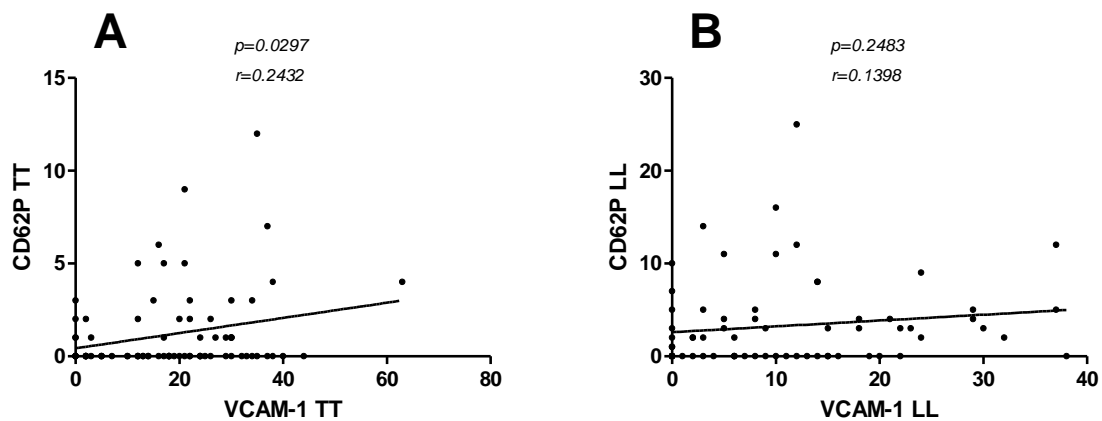 A
p=0.0297
r=0.2432
15
10
5
0
CD62P TT
0 20 40 60 80
VCAM-1 TT
B
p=0.2483
r=0.1398
30
20
10
0
CD62P LL
0 10 20 30 40
VCAM-1 LL